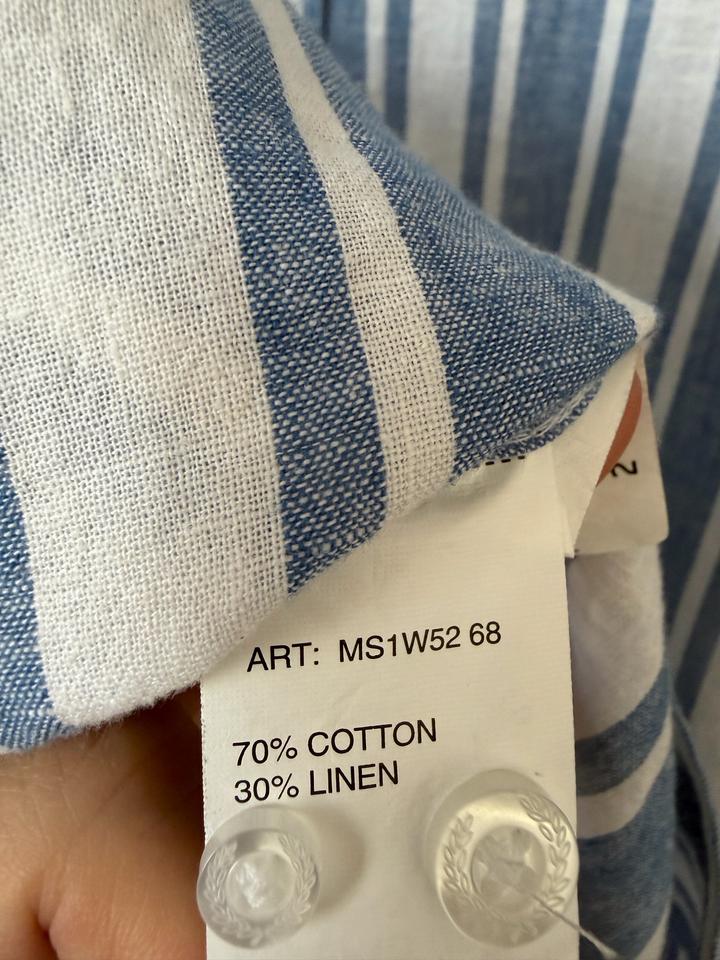 ART: MS1W52 68
70% COTTON
30% LINEN